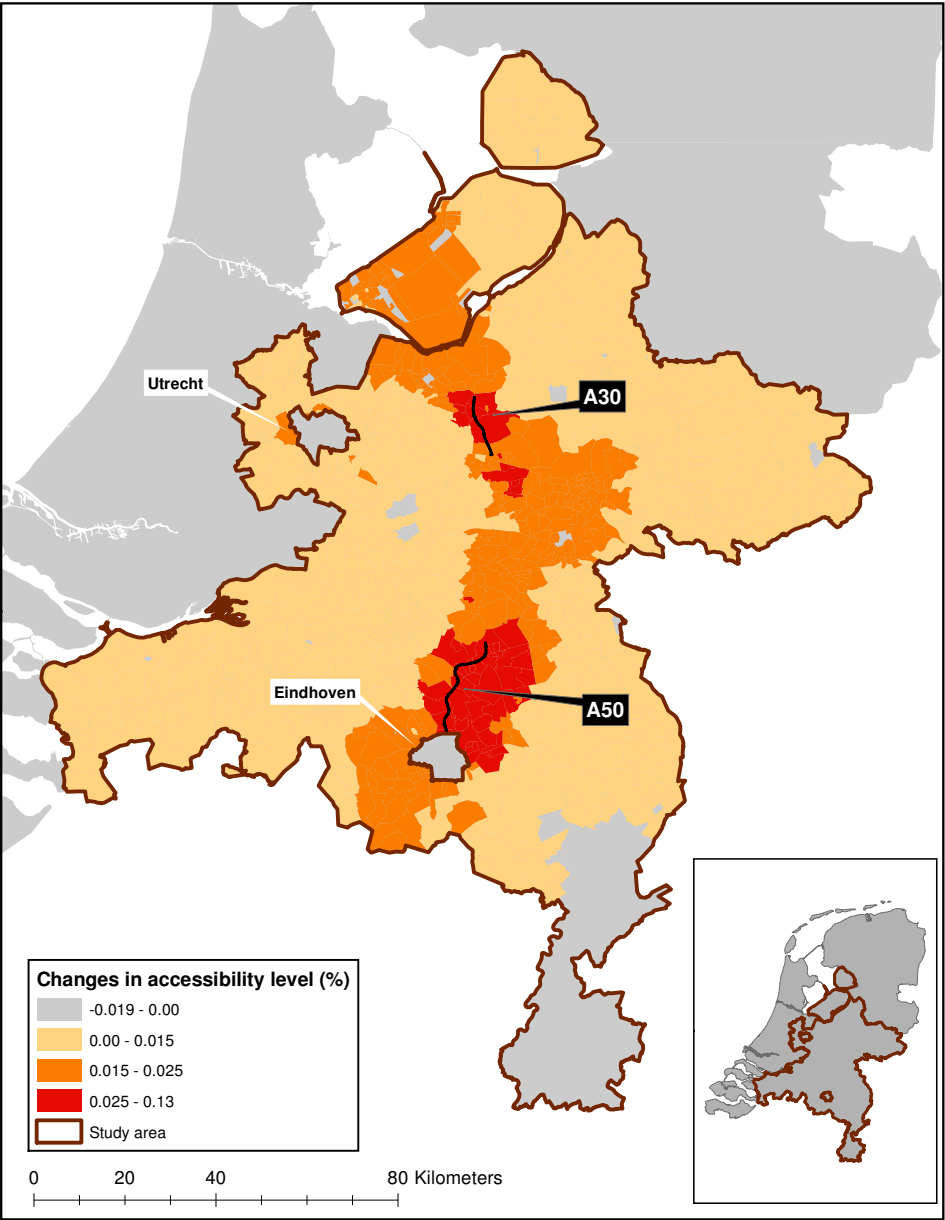 Utrecht
A30
Eindhoven
A50
Changes in accessibility level (%)
-0.019 - 0.00
0.00 - 0.015
0.015 - 0.025
0.025 - 0.13
Study area
0 20 40 80 Kilometers